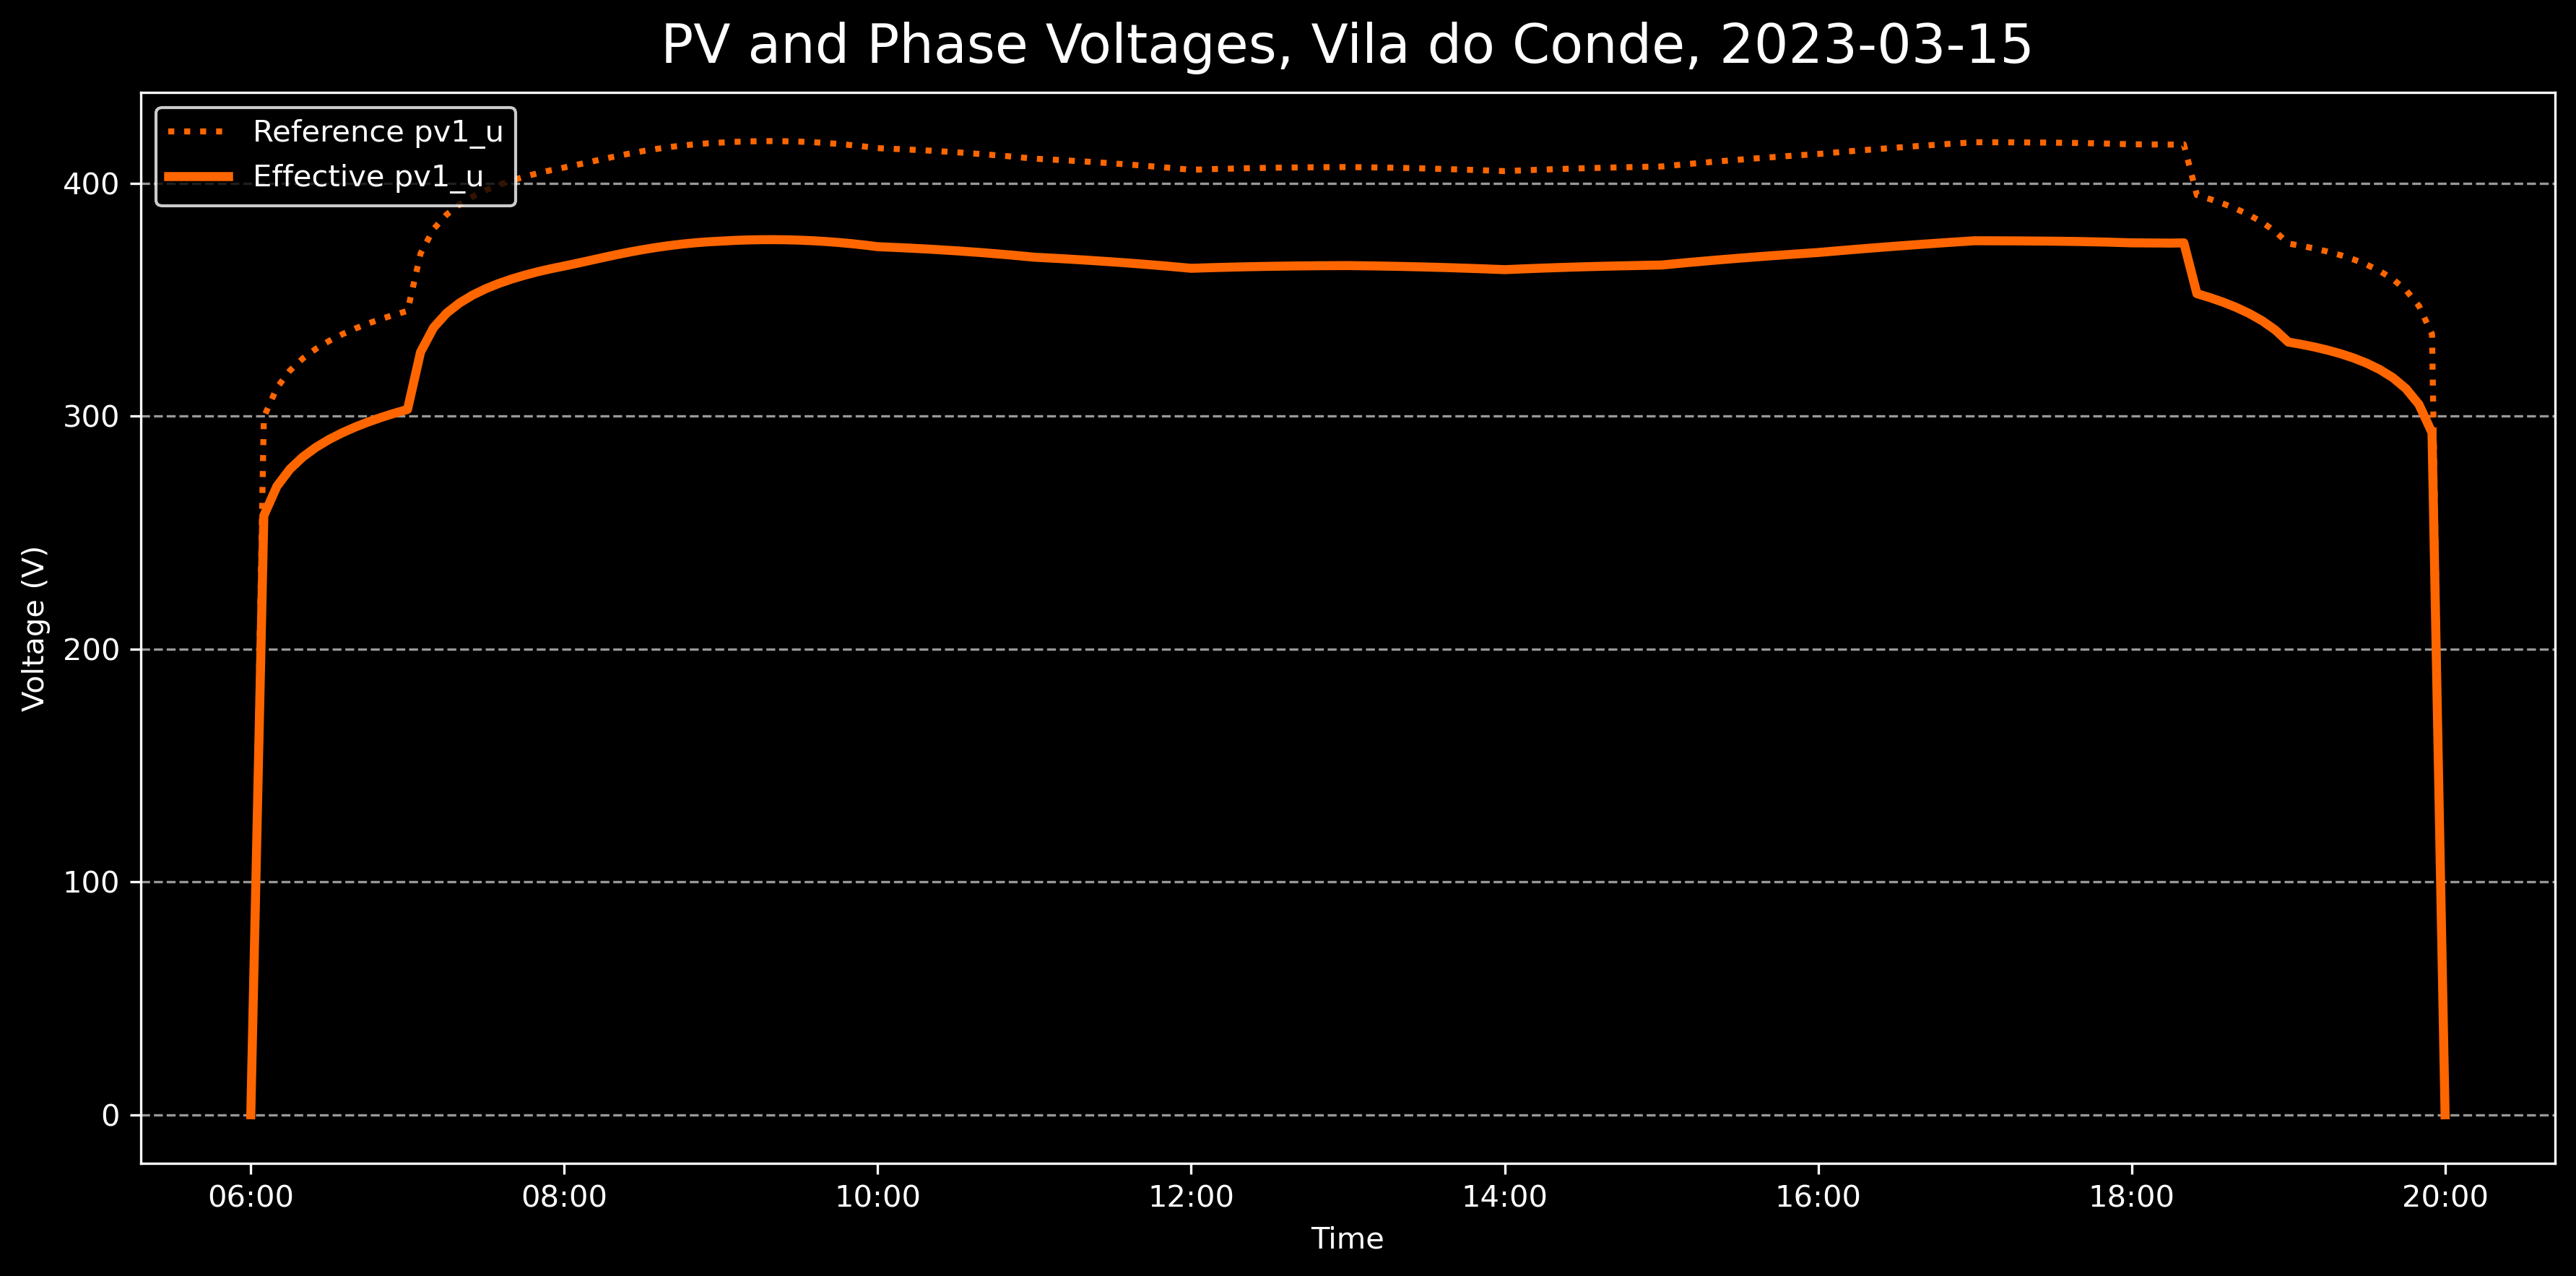 PV and Phase Voltages, Vila do Conde, 2023-03-15
Reference pv1_u
Effective pv1_u
400
300
200
100
0
Voltage (V)
06:00 08:00 10:00 12:00 14:00 16:00 18:00 20:00
Time